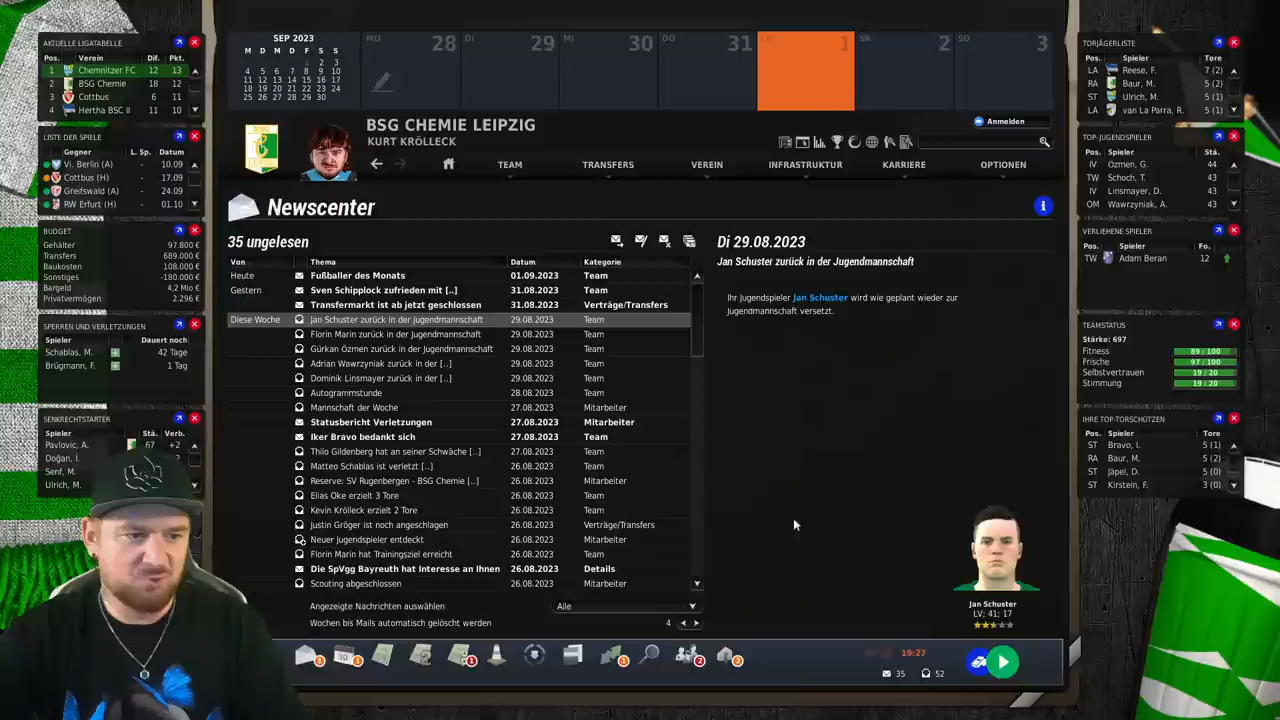 AKTUELLE LIGATABELLE
Pos. Verein Dif. Pkt.
1 Chemnitzer FC 12 13
2 BSG Chemie 18 12
3 Cottbus 6 11
4 Hertha BSC II 11 10
LISTE DER SPIELE
Gegner L. Sp. Datum
Vi. Berlin (A) - 10.09
Cottbus (H) - 17.09
Greifswald (A) - 24.09
RW Erfurt (H) - 01.10
BUDGET
Gehälter 97.800 €
Transfers 689.000 €
Baukosten 108.000 €
Sonstiges -180.000 €
Bargeld 4,2 Mio €
Privatvermögen 2.296 €
SPERREN UND VERLETZUNGEN
Spieler Dauert noch
Schablas, M. 42 Tage
Brügmann, F. 1 Tag
SENKRECHTSTARTER
Spieler Stä. Verb.
Pavlovic, A. 67 +2
Doğan, İ.
Senf, M.
Ulrich, M.
SEP 2023
M D M D F S S
1 2 3
4 5 6 7 8 9 10
11 12 13 14 15 16 17
18 19 20 21 22 23 24
25 26 27 28 29 30
MO 28
DI 29
MI 30
DO 31
FR 1
SA 2
SO 3
BSG CHEMIE LEIPZIG
KURT KRÖLLECK
Anmelden
TEAM TRANSFERS VEREIN INFRASTRUKTUR KARRIERE OPTIONEN
Newscenter
35 ungelesen
Von Thema Datum Kategorie
Heute Fußballer des Monats 01.09.2023 Team
Gestern Sven Schipplock zufrieden mit [..] 31.08.2023 Team
Transfermarkt ist ab jetzt geschlossen 31.08.2023 Verträge/Transfers
Diese Woche Jan Schuster zurück in der Jugendmannschaft 29.08.2023 Team
Florin Marin zurück in der Jugendmannschaft 29.08.2023 Team
Gürkan Özmen zurück in der Jugendmannschaft 29.08.2023 Team
Adrian Wawrzyniak zurück in der [..] 29.08.2023 Team
Dominik Linsmayer zurück in der [..] 29.08.2023 Team
Autogrammstunde 29.08.2023 Team
Mannschaft der Woche 27.08.2023 Mitarbeiter
Statusbericht Verletzungen 27.08.2023 Mitarbeiter
Iker Bravo bedankt sich 27.08.2023 Team
Thilo Gildenberg hat an seiner Schwäche [..] 27.08.2023 Team
Matteo Schablas ist verletzt [..] 26.08.2023 Team
Reserve: SV Rugenbergen - BSG Chemie [..] 26.08.2023 Mitarbeiter
Elias Oke erzielt 3 Tore 26.08.2023 Team
Kevin Krölleck erzielt 2 Tore 26.08.2023 Team
Justin Gröger ist noch angeschlagen 26.08.2023 Verträge/Transfers
Neuer Jugendspieler entdeckt 26.08.2023 Mitarbeiter
Florin Marin hat Trainingsziel erreicht 26.08.2023 Team
Die SpVgg Bayreuth hat Interesse an Ihnen 26.08.2023 Details
Scouting abgeschlossen 26.08.2023 Mitarbeiter
Angezeigte Nachrichten auswählen Alle
Wochen bis Mails automatisch gelöscht werden 4
Di 29.08.2023
Jan Schuster zurück in der Jugendmannschaft
Ihr Jugendspieler Jan Schuster wird wie geplant wieder zur
Jugendmannschaft versetzt.
Jan Schuster
LV; 41; 17
19:27
35 52
TORJÄGERLISTE
Pos. Spieler Tore
LA Reese, F. 7 (2)
RA Baur, M. 5 (2)
ST Ulrich, M. 5 (1)
LA van La Parra, R. 5 (1)
TOP-JUGENDSPIELER
Pos. Spieler Stä.
IV Özmen, G. 44
TW Schoch, T. 43
IV Linsmayer, D. 43
OM Wawrzyniak, A. 43
VERLIEHENE SPIELER
Pos. Spieler Fo.
TW Adam Beran 12
TEAMSTATUS
Stärke: 697
Fitness 89 / 100
Frische 97 / 100
Selbstvertrauen 19 / 20
Stimmung 19 / 20
IHRE TOP-TORSCHÜTZEN
Pos. Spieler Tore
ST Bravo, I. 5 (1)
RA Baur, M. 5 (2)
ST Jäpel, D. 5 (0)
ST Kirstein, F. 3 (0)